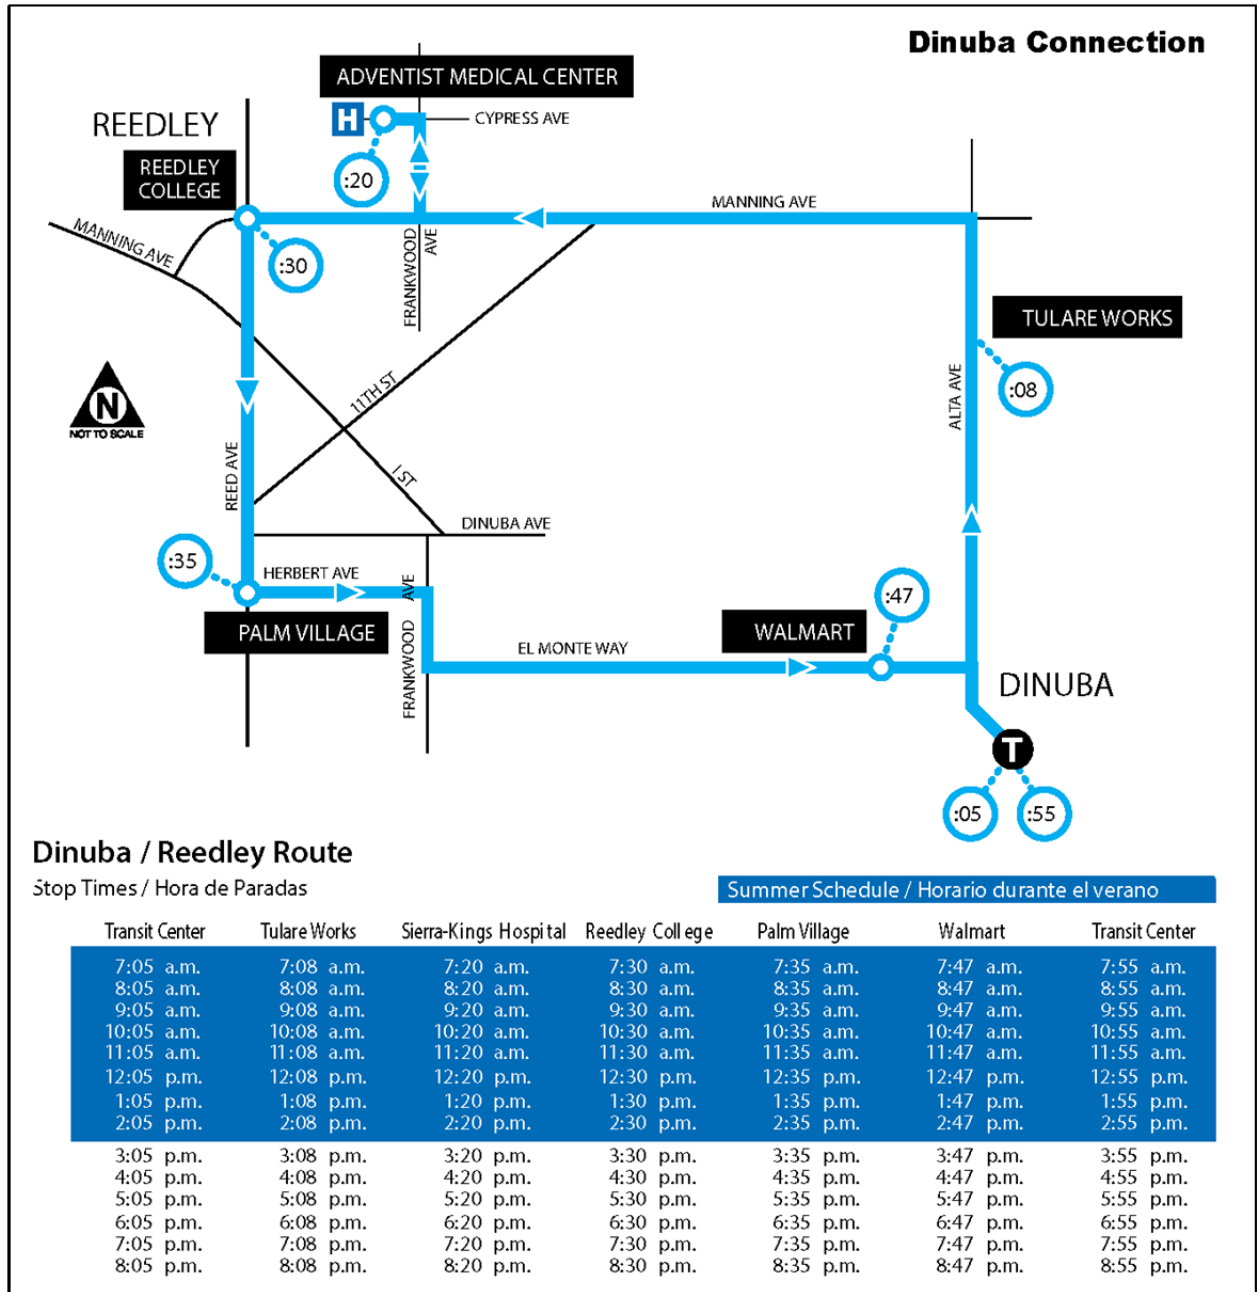 Dinuba Connection
ADVENTIST MEDICAL CENTER
H
CYPRESS AVE
REEDLEY
REEDLEY
COLLEGE
:20
MANNING AVE
MANNING AVE
FRANKWOOD
AVE
:30
TULARE WORKS
:08
ALTA AVE
N
NOT TO SCALE
11TH ST
I ST
REED AVE
DINUBA AVE
:35
HERBERT AVE
FRANKWOOD AVE
:47
PALM VILLAGE
WALMART
EL MONTE WAY
DINUBA
T
:05
:55
Dinuba / Reedley Route
Stop Times / Hora de Paradas
Summer Schedule / Horario durante el verano
Transit Center Tulare Works Sierra-Kings Hospital Reedley College Palm Village Walmart Transit Center
7:05 a.m. 7:08 a.m. 7:20 a.m. 7:30 a.m. 7:35 a.m. 7:47 a.m. 7:55 a.m.
8:05 a.m. 8:08 a.m. 8:20 a.m. 8:30 a.m. 8:35 a.m. 8:47 a.m. 8:55 a.m.
9:05 a.m. 9:08 a.m. 9:20 a.m. 9:30 a.m. 9:35 a.m. 9:47 a.m. 9:55 a.m.
10:05 a.m. 10:08 a.m. 10:20 a.m. 10:30 a.m. 10:35 a.m. 10:47 a.m. 10:55 a.m.
11:05 a.m. 11:08 a.m. 11:20 a.m. 11:30 a.m. 11:35 a.m. 11:47 a.m. 11:55 a.m.
12:05 p.m. 12:08 p.m. 12:20 p.m. 12:30 p.m. 12:35 p.m. 12:47 p.m. 12:55 p.m.
1:05 p.m. 1:08 p.m. 1:20 p.m. 1:30 p.m. 1:35 p.m. 1:47 p.m. 1:55 p.m.
2:05 p.m. 2:08 p.m. 2:20 p.m. 2:30 p.m. 2:35 p.m. 2:47 p.m. 2:55 p.m.
3:05 p.m. 3:08 p.m. 3:20 p.m. 3:30 p.m. 3:35 p.m. 3:47 p.m. 3:55 p.m.
4:05 p.m. 4:08 p.m. 4:20 p.m. 4:30 p.m. 4:35 p.m. 4:47 p.m. 4:55 p.m.
5:05 p.m. 5:08 p.m. 5:20 p.m. 5:30 p.m. 5:35 p.m. 5:47 p.m. 5:55 p.m.
6:05 p.m. 6:08 p.m. 6:20 p.m. 6:30 p.m. 6:35 p.m. 6:47 p.m. 6:55 p.m.
7:05 p.m. 7:08 p.m. 7:20 p.m. 7:30 p.m. 7:35 p.m. 7:47 p.m. 7:55 p.m.
8:05 p.m. 8:08 p.m. 8:20 p.m. 8:30 p.m. 8:35 p.m. 8:47 p.m. 8:55 p.m.